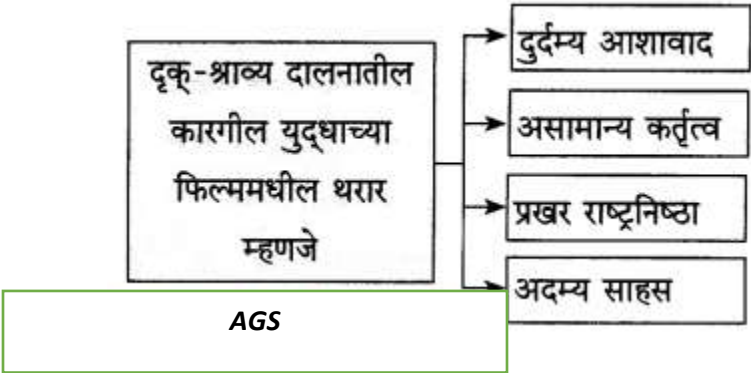 दृक्-श्राव्य दालनातील
कारगील युद्धाच्या
फिल्ममधील थरार
म्हणजे
दुर्दम्य आशावाद
असामान्य कर्तृत्व
प्रखर राष्ट्रनिष्ठा
अदम्य साहस
AGS